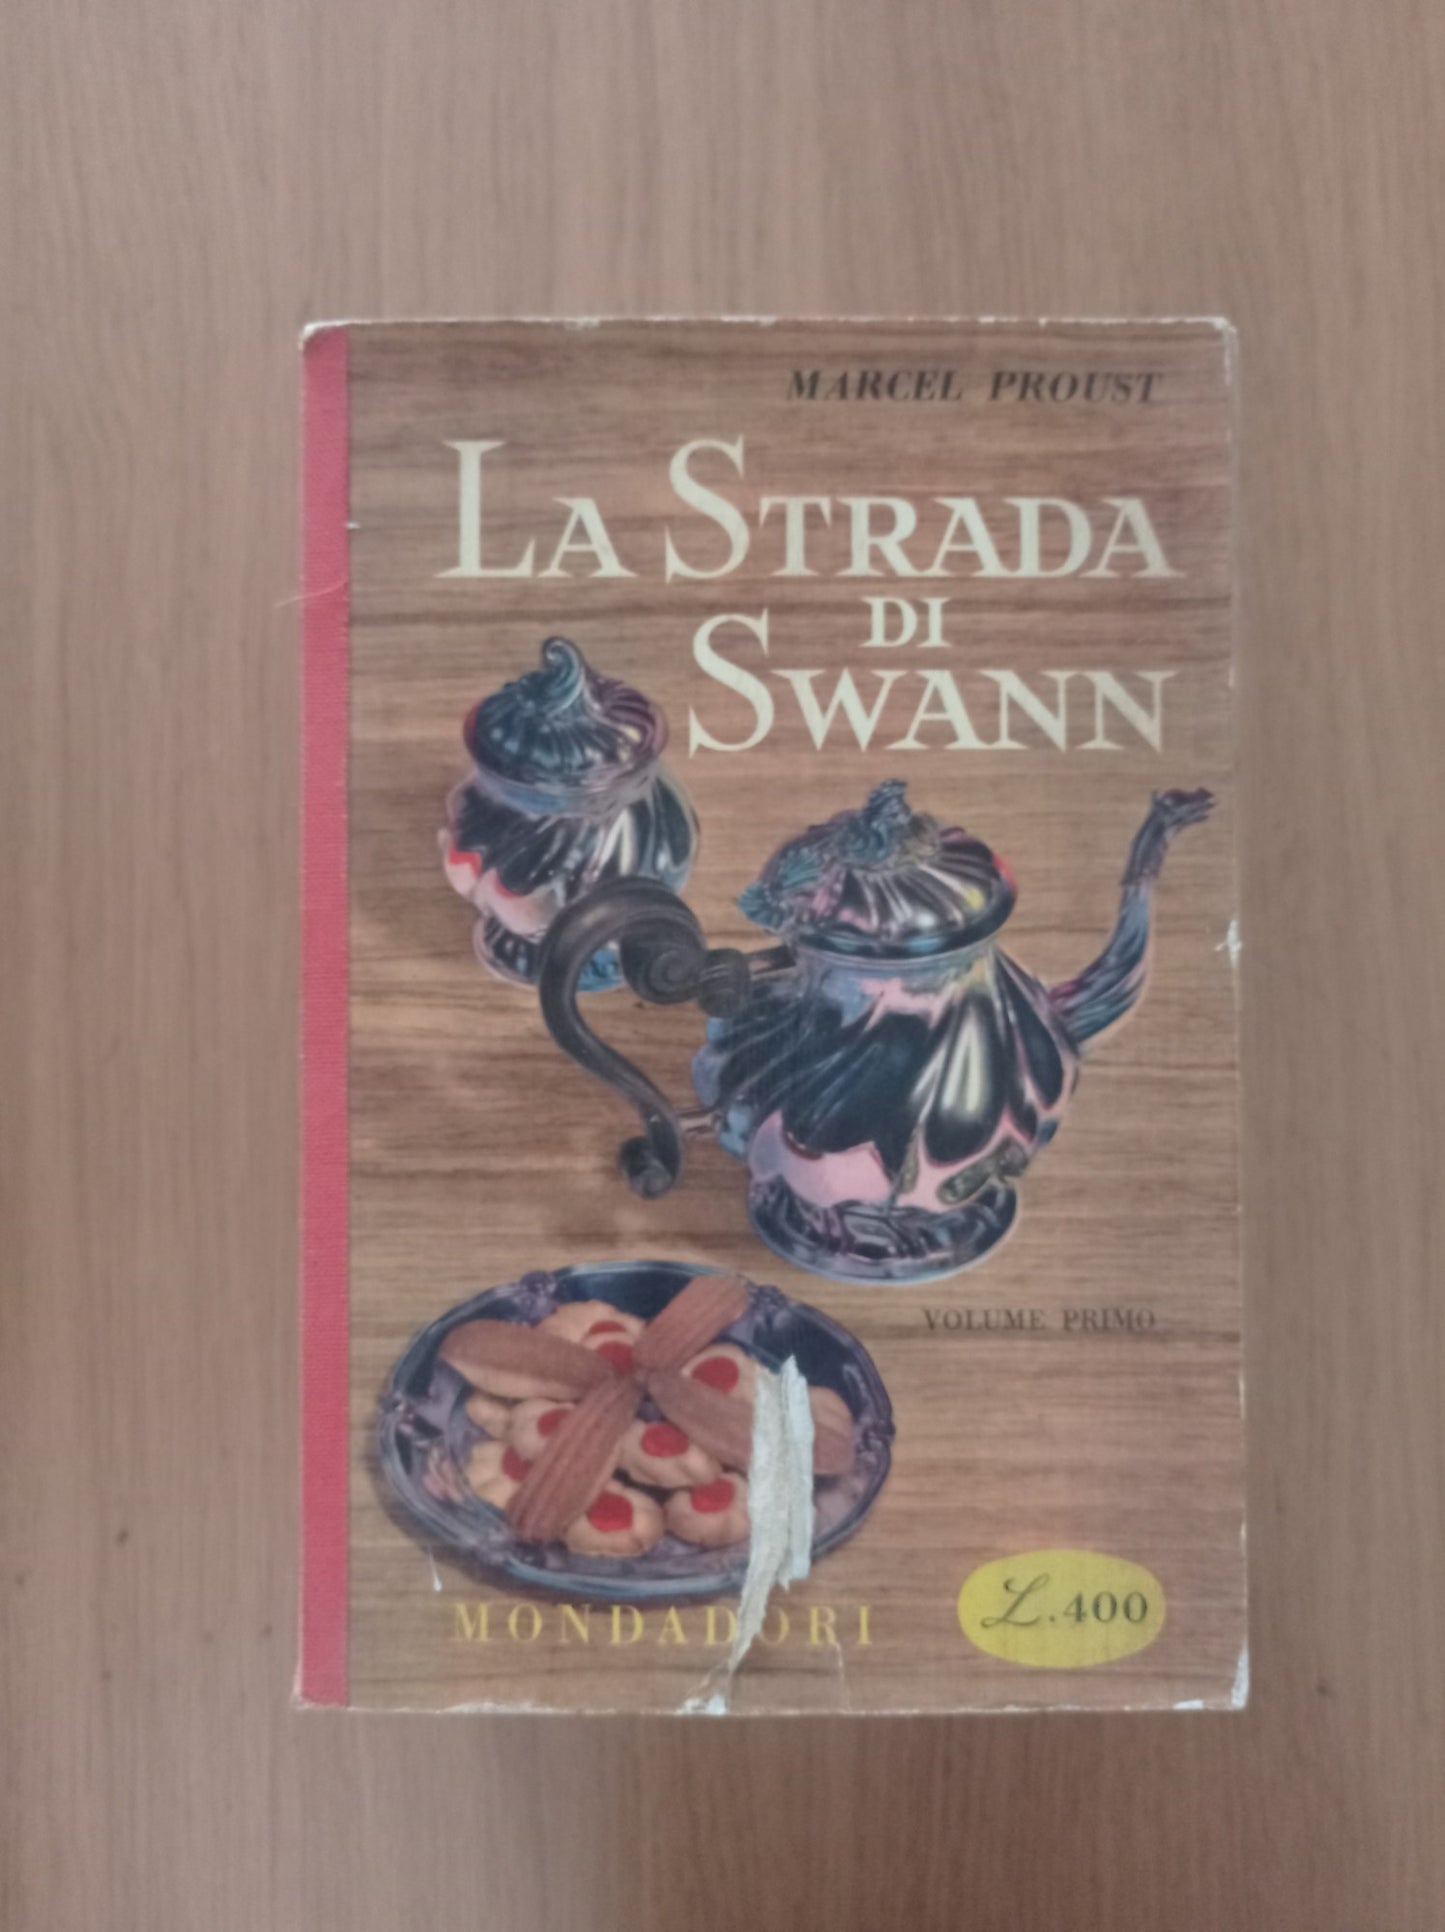 MARCEL PROUST
LA STRADA
DI
SWANN
VOLUME PRIMO
MONDADORI
L.400